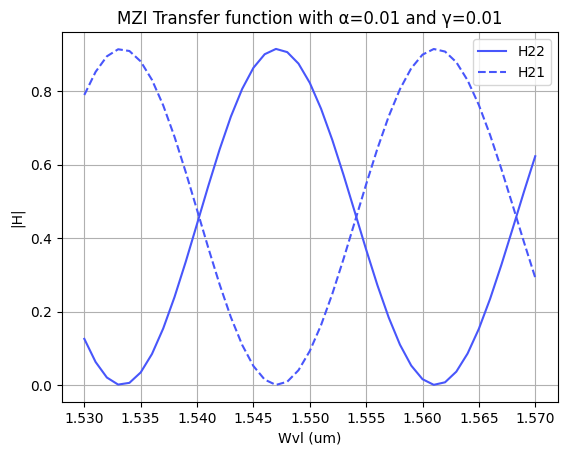 MZI Transfer function with α=0.01 and γ=0.01
H22
H21
|H|
0.8
0.6
0.4
0.2
0.0
1.530 1.535 1.540 1.545 1.550 1.555 1.560 1.565 1.570
Wvl (um)